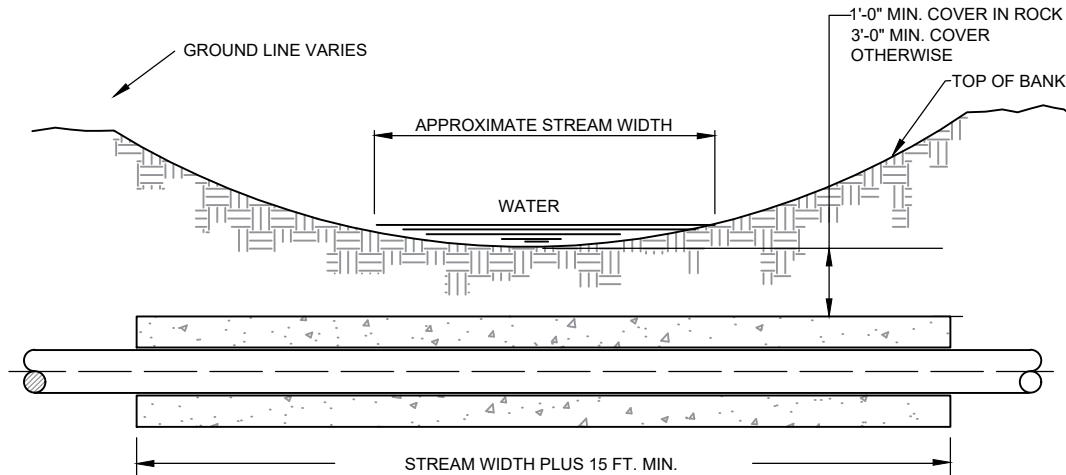 1'-0" MIN. COVER IN ROCK
3'-0" MIN. COVER
OTHERWISE
GROUND LINE VARIES
TOP OF BANK
APPROXIMATE STREAM WIDTH
WATER
STREAM WIDTH PLUS 15 FT. MIN.